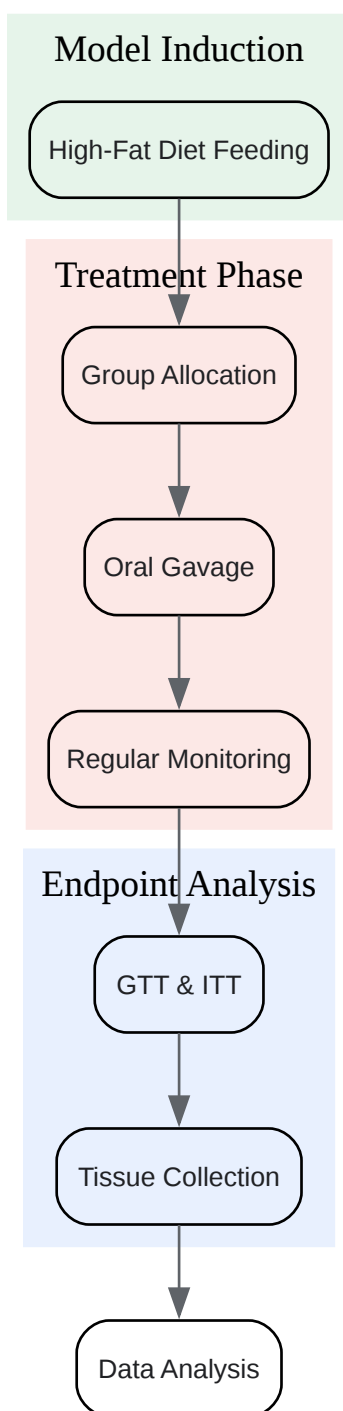 Model Induction
High-Fat Diet Feeding
Treatment Phase
Group Allocation
Oral Gavage
Regular Monitoring
Endpoint Analysis
GTT & ITT
Tissue Collection
Data Analysis